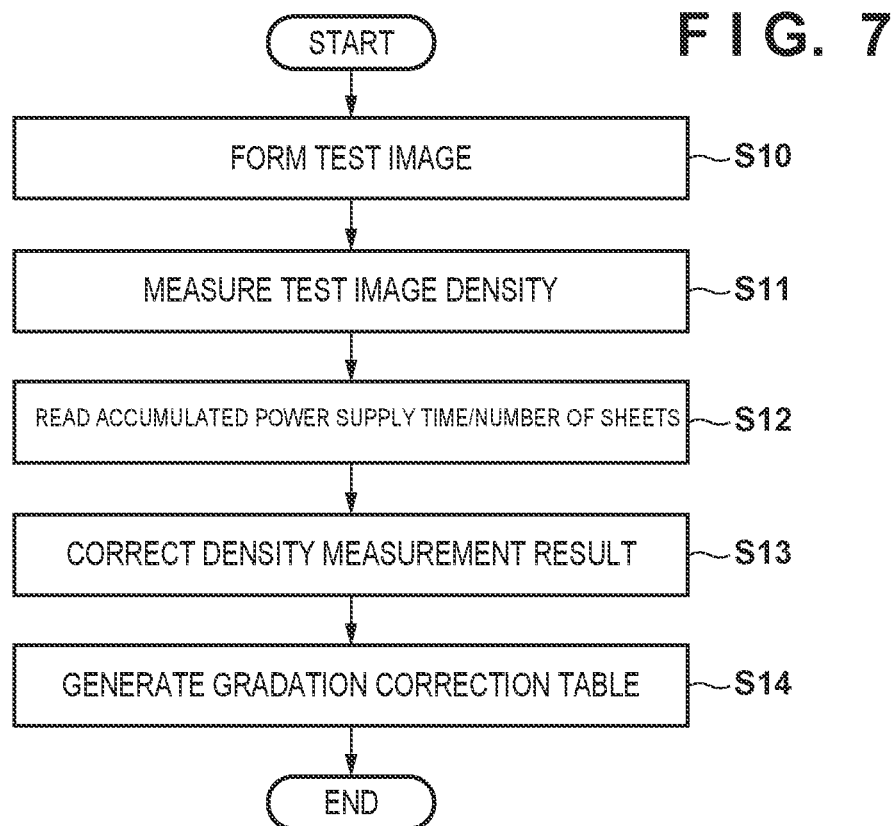 FIG. 7
START
FORM TEST IMAGE
S10
MEASURE TEST IMAGE DENSITY
S11
READ ACCUMULATED POWER SUPPLY TIME/NUMBER OF SHEETS
S12
CORRECT DENSITY MEASUREMENT RESULT
S13
GENERATE GRADATION CORRECTION TABLE
S14
END